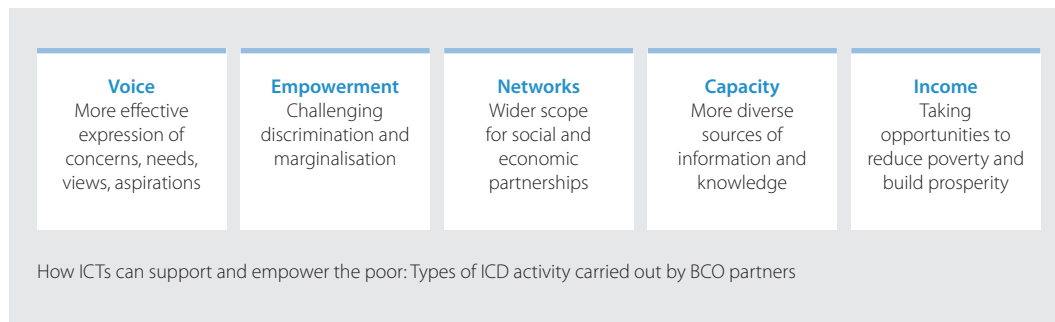 Voice
More effective
expression of
concerns, needs,
views, aspirations
Empowerment
Challenging
discrimination and
marginalisation
Networks
Wider scope
for social and
economic
partnerships
Capacity
More diverse
sources of
information and
knowledge
Income
Taking
opportunities to
reduce poverty and
build prosperity
How ICTs can support and empower the poor: Types of ICD activity carried out by BCO partners